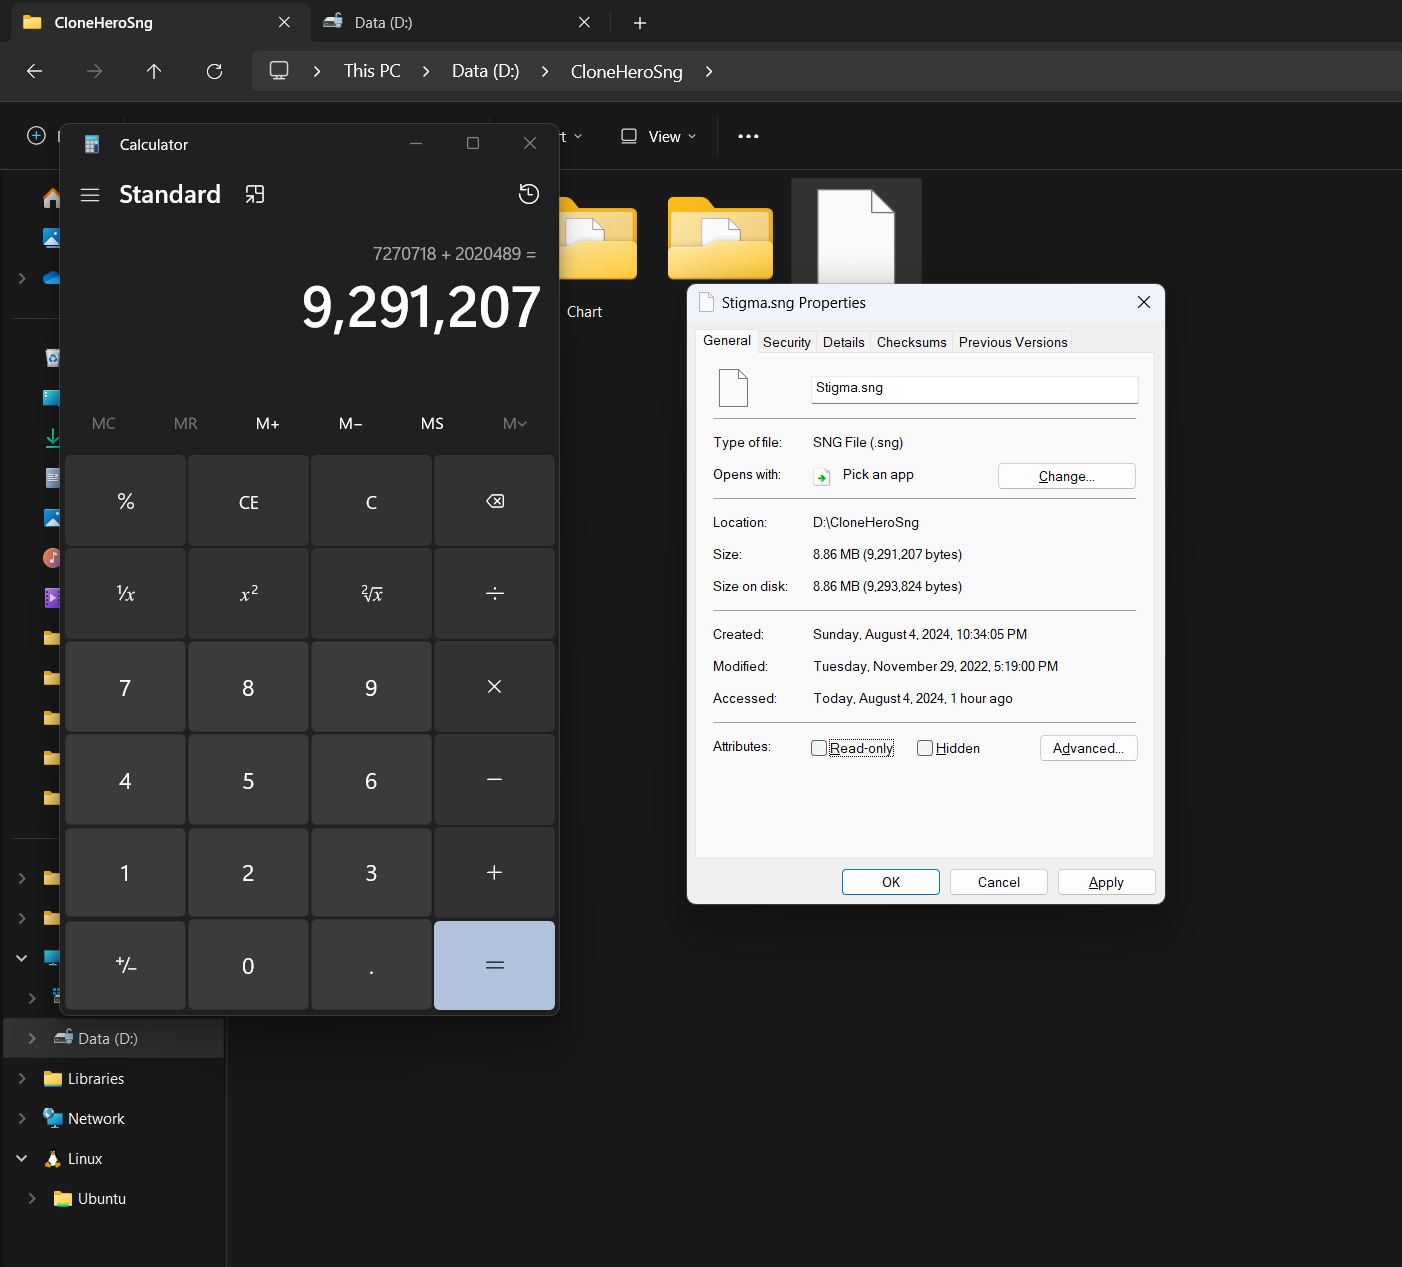 CloneHeroSng
Data (D:)
This PC
Data (D:)
CloneHeroSng
View
Calculator
Standard
7270718 + 2020489 =
9,291,207
MC MR M+ M− MS M
% CE C
¹/x x² ²√x ÷
7 8 9 ×
4 5 6 −
1 2 3 +
+/− 0 . =
Chart
Stigma.sng Properties
General Security Details Checksums Previous Versions
Stigma.sng
Type of file: SNG File (.sng)
Opens with: Pick an app Change...
Location: D:\CloneHeroSng
Size: 8.86 MB (9,291,207 bytes)
Size on disk: 8.86 MB (9,293,824 bytes)
Created: Sunday, August 4, 2024, 10:34:05 PM
Modified: Tuesday, November 29, 2022, 5:19:00 PM
Accessed: Today, August 4, 2024, 1 hour ago
Attributes: Read-only Hidden Advanced...
OK Cancel Apply
Data (D:)
Libraries
Network
Linux
Ubuntu